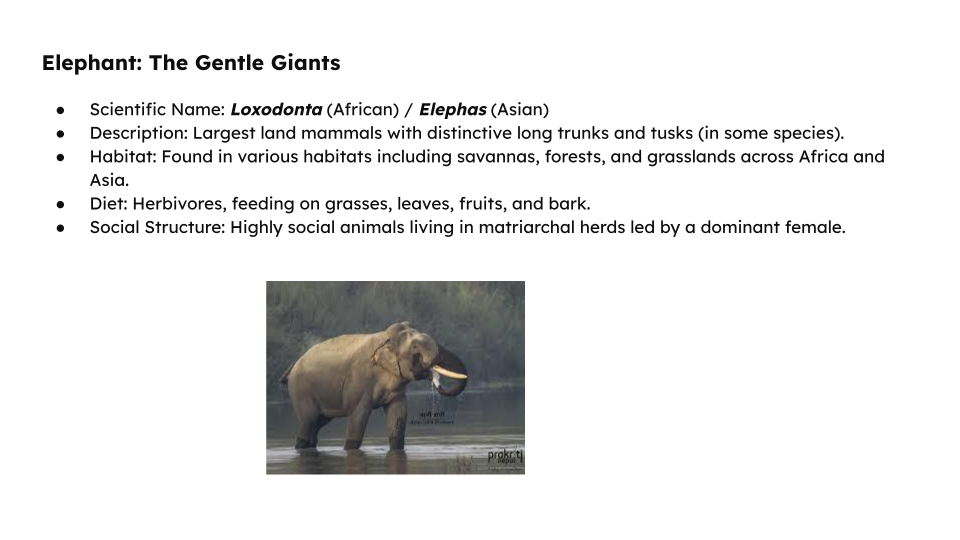 Elephant: The Gentle Giants
● Scientific Name: Loxodonta (African) / Elephas (Asian)
● Description: Largest land mammals with distinctive long trunks and tusks (in some species).
● Habitat: Found in various habitats including savannas, forests, and grasslands across Africa and
Asia.
● Diet: Herbivores, feeding on grasses, leaves, fruits, and bark.
● Social Structure: Highly social animals living in matriarchal herds led by a dominant female.
prakriti
nepal